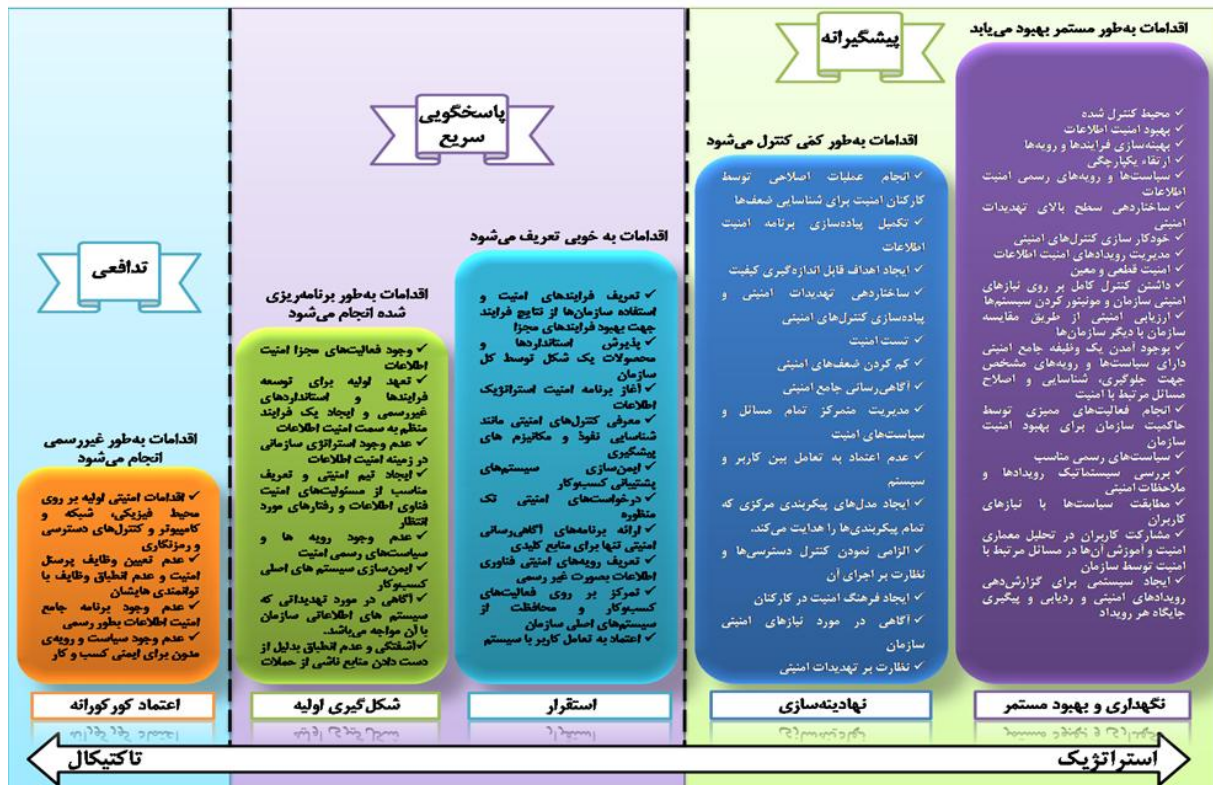 اقدامات به‌طور مستمر بهبود می‌یابد
✓ محیط کنترل شده
✓ بهبود امنیت اطلاعات
✓ بهینه‌سازی فرایندها و رویه‌ها
✓ ارتقاء یکپارچگی
✓ سیاست‌ها و رویه‌های رسمی امنیت
اطلاعات
✓ ساختاردهی سطح بالای تهدیدات
امنیتی
✓ خودکار سازی کنترل‌های امنیتی
✓ مدیریت رویدادهای امنیت اطلاعات
✓ امنیت قطعی و معین
✓ داشتن کنترل کامل بر روی نیازهای
امنیتی سازمان و مونیتور کردن سیستم‌ها
✓ ارزیابی امنیتی از طریق مقایسه
سازمان با دیگر سازمان‌ها
✓ بوجود آمدن یک وظیفه جامع امنیتی
دارای سیاست‌ها و رویه‌های مشخص
جهت جلوگیری، شناسایی و اصلاح
مسائل مرتبط با امنیت
✓ انجام فعالیت‌های ممیزی توسط
حاکمیت سازمان برای بهبود امنیت
سازمان
✓ سیاست‌های رسمی مناسب
✓ بررسی سیستماتیک رویدادها و
ملاحظات امنیتی
✓ مطابقت سیاست‌ها با نیازهای
کاربران
✓ مشارکت کاربران در تحلیل معماری
امنیت و آموزش آن‌ها در مسائل مرتبط با
امنیت توسط سازمان
✓ ایجاد سیستمی برای گزارش‌دهی
رویدادهای امنیتی و ردیابی و پیگیری
جایگاه هر رویداد
نگهداری و بهبود مستمر
پیشگیرانه
اقدامات به‌طور کمّی کنترل می‌شود
✓ انجام عملیات اصلاحی توسط
کارکنان امنیت برای شناسایی ضعف‌ها
✓ تکمیل پیاده‌سازی برنامه امنیت
اطلاعات
✓ ایجاد اهداف قابل اندازه‌گیری کیفیت
✓ ساختاردهی تهدیدات امنیتی و
پیاده‌سازی کنترل‌های امنیتی
✓ تست امنیت
✓ کم کردن ضعف‌های امنیتی
✓ آگاهی‌رسانی جامع امنیتی
✓ مدیریت متمرکز تمام مسائل و
سیاست‌های امنیت
✓ عدم اعتماد به تعامل بین کاربر و
سیستم
✓ ایجاد مدل‌های پیکربندی مرکزی که
تمام پیکربندی‌ها را هدایت می‌کند.
✓ الزامی نمودن کنترل دسترسی‌ها و
نظارت بر اجرای آن
✓ ایجاد فرهنگ امنیت در کارکنان
✓ آگاهی در مورد نیازهای امنیتی
سازمان
✓ نظارت بر تهدیدات امنیتی
نهادینه‌سازی
پاسخگویی
سریع
اقدامات به خوبی تعریف می‌شود
✓ تعریف فرایندهای امنیت و
استفاده سازمان‌ها از نتایج فرایند
جهت بهبود فرایندهای مجزا
✓ پذیرش استانداردها و
محصولات یک شکل توسط کل
سازمان
✓ آغاز برنامه امنیت استراتژیک
اطلاعات
✓ معرفی کنترل‌های امنیتی مانند
شناسایی نفوذ و مکانیزم های
پیشگیری
✓ ایمن‌سازی سیستم‌های
پشتیبانی کسب‌وکار
✓ درخواست‌های امنیتی تک
منظوره
✓ ارائه برنامه‌های آگاهی‌رسانی
امنیتی تنها برای منابع کلیدی
✓ تعریف رویه‌های امنیتی فناوری
اطلاعات بصورت غیر رسمی
✓ تمرکز بر روی فعالیت‌های
کسب‌وکار و محافظت از
سیستم‌های اصلی سازمان
✓ اعتماد به تعامل کاربر با سیستم
استقرار
اقدامات به‌طور برنامه‌ریزی
شده انجام می‌شود
✓ وجود فعالیت‌های مجزا امنیت
اطلاعات
✓ تعهد اولیه برای توسعه
فرایندها و استانداردهای
غیررسمی و ایجاد یک فرایند
منظم به سمت امنیت اطلاعات
✓ عدم وجود استراتژی سازمانی
در زمینه امنیت اطلاعات
✓ ایجاد تیم امنیتی و تعریف
مناسب از مسئولیت‌های امنیت
فناوری اطلاعات و رفتارهای مورد
انتظار
✓ عدم وجود رویه ها و
سیاست‌های رسمی امنیت
✓ ایمن‌سازی سیستم های اصلی
کسب‌وکار
✓ آگاهی در مورد تهدیداتی که
سیستم های اطلاعاتی سازمان
با آن مواجه می‌باشد.
✓ آشفتگی و عدم انطباق بدلیل از
دست دادن منابع ناشی از حملات
شکل‌گیری اولیه
تدافعی
اقدامات به‌طور غیررسمی
انجام می‌شود
✓ اقدامات امنیتی اولیه بر روی
محیط فیزیکی، شبکه و
کامپیوتر و کنترل‌های دسترسی
و رمزنگاری
✓ عدم تعیین وظایف پرسنل
امنیت و عدم انطباق وظایف با
توانمندی هایشان
✓ عدم وجود برنامه جامع
امنیت اطلاعات بطور رسمی
✓ عدم وجود سیاست و رویه‌ی
مدون برای ایمنی کسب و کار
اعتماد کورکورانه
استراتژیک
تاکتیکال